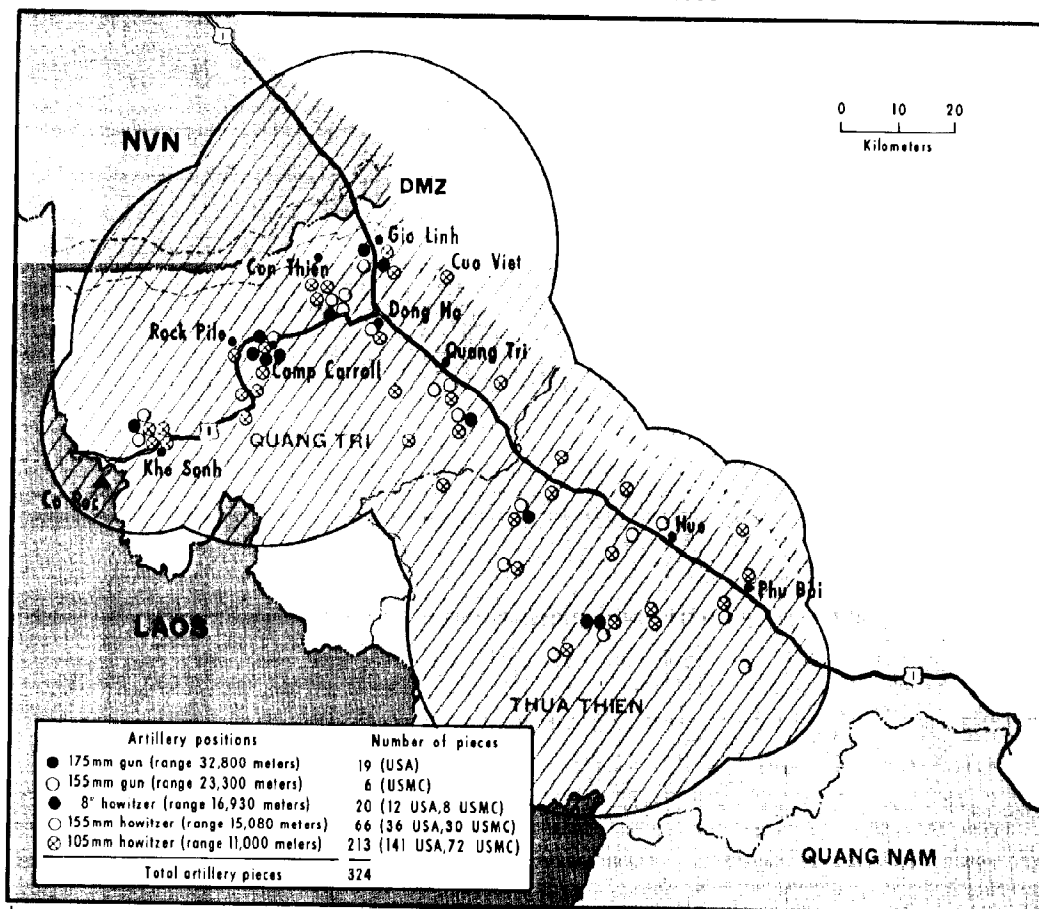 1
0 10 20
Kilometers
NVN
DMZ
Gio Linh
Con Thien
Cua Viet
Dong Ha
Rock Pile
Quang Tri
Camp Carroll
1
QUANG TRI
Khe Sanh
Co Roc
Hue
Phu Bai
LAOS
1
THUA THIEN
Artillery positions Number of pieces
175mm gun (range 32,800 meters) 19 (USA)
155mm gun (range 23,300 meters) 6 (USMC)
8" howitzer (range 16,930 meters) 20 (12 USA,8 USMC)
155mm howitzer (range 15,080 meters) 66 (36 USA,30 USMC)
105mm howitzer (range 11,000 meters) 213 (141 USA,72 USMC)
Total artillery pieces 324
QUANG NAM